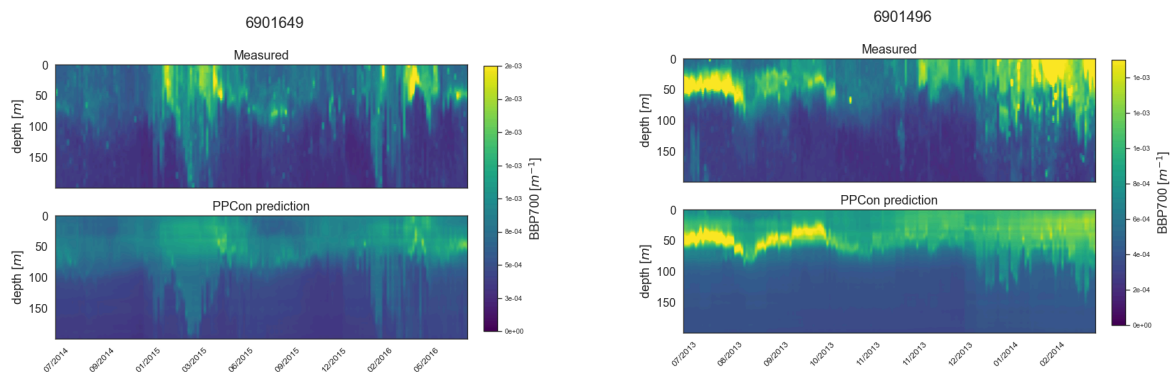 6901649
Measured
0
50
100
150
depth [m]
PPCon prediction
0
50
100
150
depth [m]
07/2014
09/2014
01/2015
03/2015
06/2015
09/2015
12/2015
02/2016
05/2016
2e-03
2e-03
2e-03
1e-03
1e-03
1e-03
8e-04
5e-04
3e-04
0e+00
BBP700 [m⁻¹]
6901496
Measured
0
50
100
150
depth [m]
PPCon prediction
0
50
100
150
depth [m]
07/2013
08/2013
09/2013
10/2013
11/2013
11/2013
12/2013
01/2014
02/2014
1e-03
1e-03
1e-03
8e-04
6e-04
4e-04
2e-04
0e+00
BBP700 [m⁻¹]